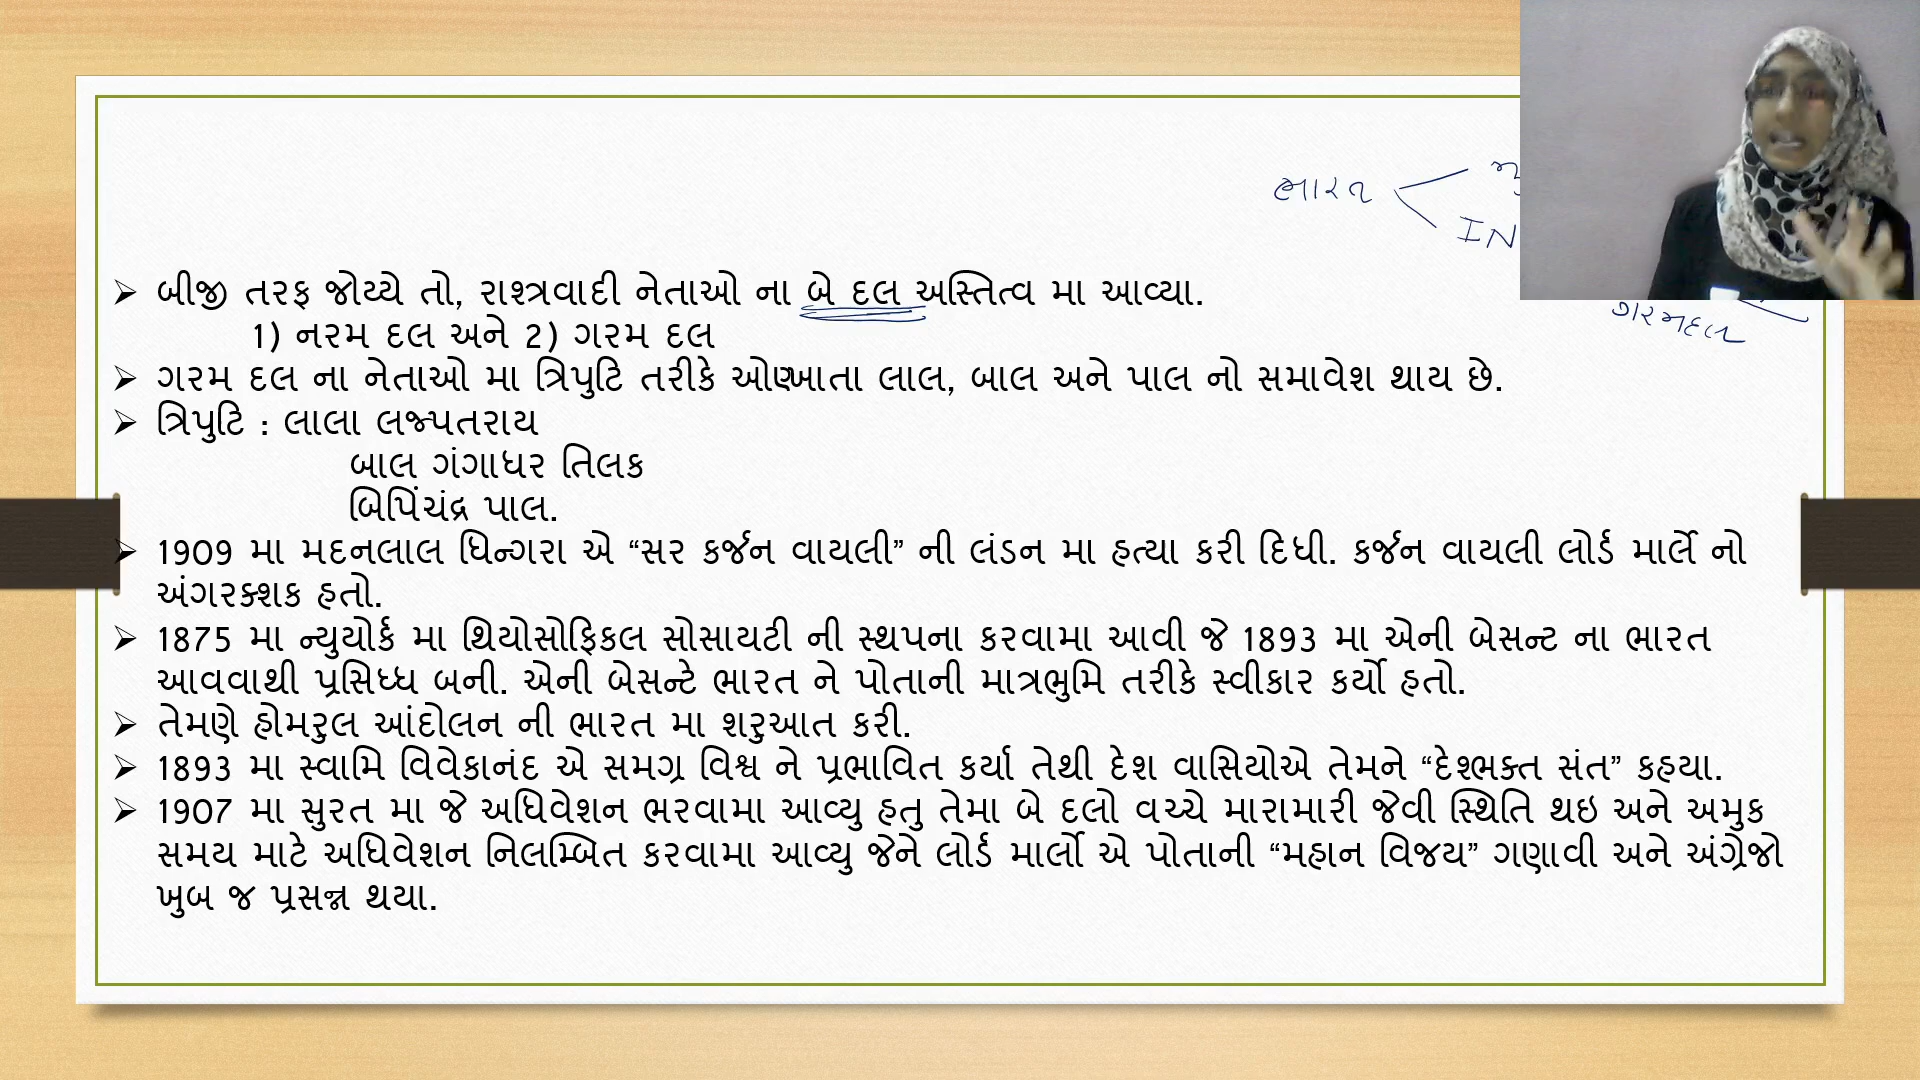 ભારત
IN
➢ બીજી તરફ જોય્યે તો, રાશ્ત્રવાદી નેતાઓ ના બે દલ અસ્તિત્વ મા આવ્યા.
ગરમદલ
1) નરમ દલ અને 2) ગરમ દલ
➢ ગરમ દલ ના નેતાઓ મા ત્રિપુટિ તરીકે ઓણ્ખાતા લાલ, બાલ અને પાલ નો સમાવેશ થાય છે.
➢ ત્રિપુટિ : લાલા લજ્પતરાય
બાલ ગંગાધર તિલક
બિપિંચંદ્ર પાલ.
➢ 1909 મા મદનલાલ ધિન્ગરા એ “સર કર્જન વાયલી” ની લંડન મા હત્યા કરી દિધી. કર્જન વાયલી લોર્ડ માર્લે નો
અંગરક્શક હતો.
➢ 1875 મા ન્યુયોર્ક મા થિયોસોફિકલ સોસાયટી ની સ્થપના કરવામા આવી જે 1893 મા એની બેસન્ટ ના ભારત
આવવાથી પ્રસિધ્ધ બની. એની બેસન્ટે ભારત ને પોતાની માત્રભુમિ તરીકે સ્વીકાર કર્યો હતો.
➢ તેમણે હોમરુલ આંદોલન ની ભારત મા શરુઆત કરી.
➢ 1893 મા સ્વામિ વિવેકાનંદ એ સમગ્ર વિશ્વ ને પ્રભાવિત કર્યા તેથી દેશ વાસિયોએ તેમને “દેશ્ભક્ત સંત” કહયા.
➢ 1907 મા સુરત મા જે અધિવેશન ભરવામા આવ્યુ હતુ તેમા બે દલો વચ્ચે મારામારી જેવી સ્થિતિ થઇ અને અમુક
સમય માટે અધિવેશન નિલમ્બિત કરવામા આવ્યુ જેને લોર્ડ માર્લો એ પોતાની “મહાન વિજય” ગણાવી અને અંગ્રેજો
ખુબ જ પ્રસન્ન થયા.